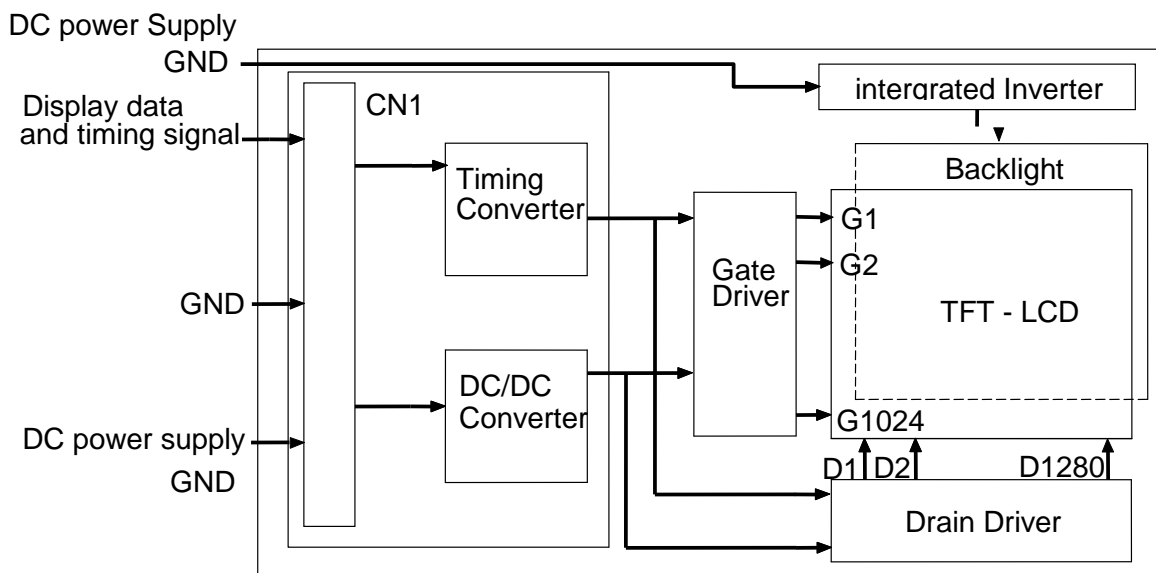 DC power Supply
GND
intergrated Inverter
Display data
and timing signal
CN1
Backlight
Timing
Converter
G1
G2
Gate
Driver
GND
TFT - LCD
DC/DC
Converter
G1024
DC power supply
GND
D1 D2 D1280
Drain Driver